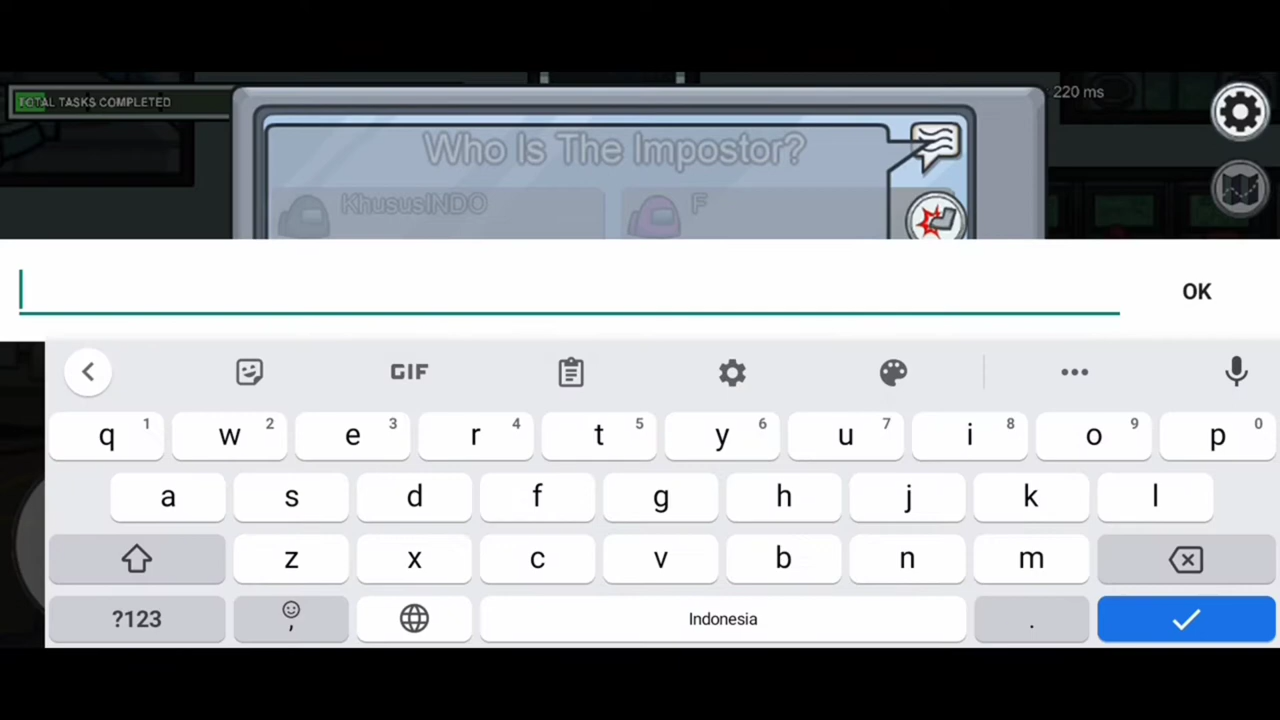 TOTAL TASKS COMPLETED
220 ms
Who Is The Impostor?
KhususINDO
F
OK
GIF
q 1 w 2 e 3 r 4 t 5 y 6 u 7 i 8 o 9 p 0
a s d f g h j k l
z x c v b n m
?123 , Indonesia .